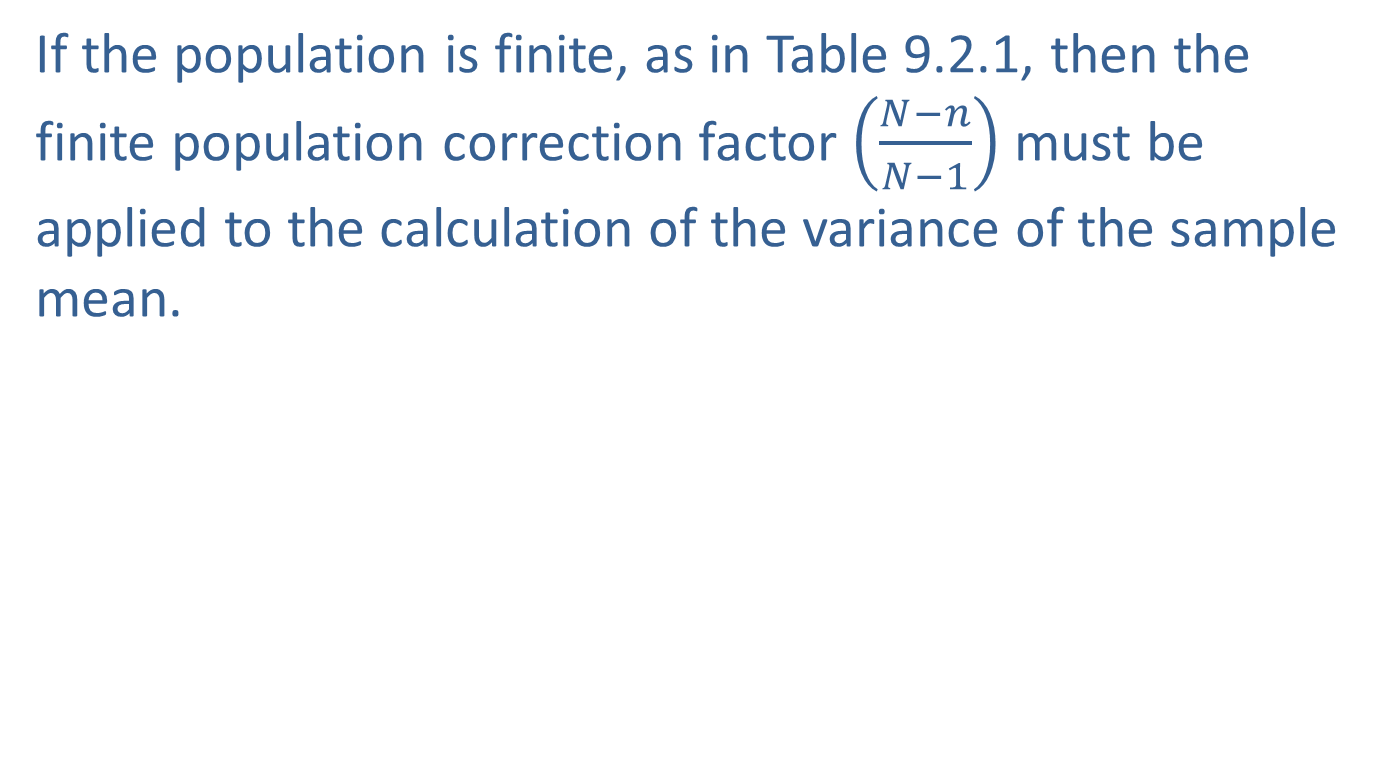 If the population is finite, as in Table 9.2.1, then the
finite population correction factor (\frac{N-n}{N-1}) must be
applied to the calculation of the variance of the sample
mean.